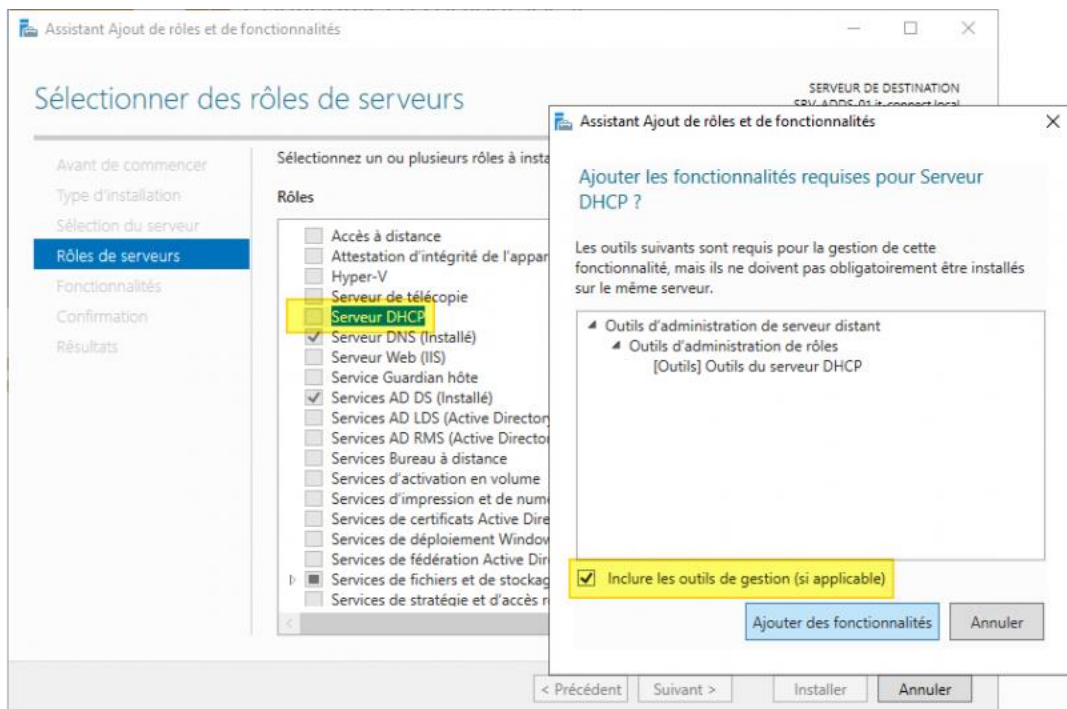 Assistant Ajout de rôles et de fonctionnalités
Sélectionner des rôles de serveurs
SERVEUR DE DESTINATION
SRV-ADDS-01.it-connect.local
Avant de commencer
Type d'installation
Sélection du serveur
Rôles de serveurs
Fonctionnalités
Confirmation
Résultats
Sélectionnez un ou plusieurs rôles à insta
Rôles
Accès à distance
Attestation d'intégrité de l'appar
Hyper-V
Serveur de télécopie
Serveur DHCP
Serveur DNS (Installé)
Serveur Web (IIS)
Service Guardian hôte
Services AD DS (Installé)
Services AD LDS (Active Directory
Services AD RMS (Active Director
Services Bureau à distance
Services d'activation en volume
Services d'impression et de numé
Services de certificats Active Dire
Services de déploiement Window
Services de fédération Active Dir
Services de fichiers et de stockag
Services de stratégie et d'accès r
< Précédent
Suivant >
Installer
Annuler
Assistant Ajout de rôles et de fonctionnalités
Ajouter les fonctionnalités requises pour Serveur
DHCP ?
Les outils suivants sont requis pour la gestion de cette
fonctionnalité, mais ils ne doivent pas obligatoirement être installés
sur le même serveur.
Outils d'administration de serveur distant
Outils d'administration de rôles
[Outils] Outils du serveur DHCP
Inclure les outils de gestion (si applicable)
Ajouter des fonctionnalités
Annuler